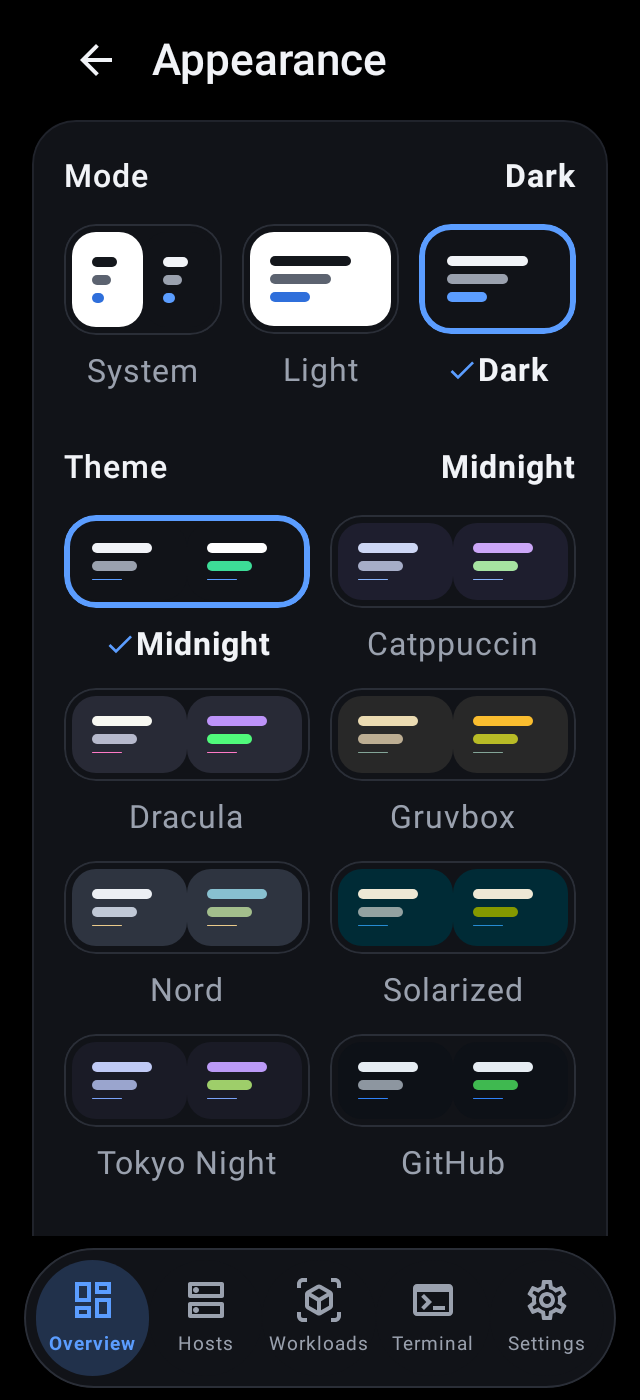 Appearance
Mode Dark
System Light Dark
Theme Midnight
Midnight Catppuccin
Dracula Gruvbox
Nord Solarized
Tokyo Night GitHub
Overview Hosts Workloads Terminal Settings